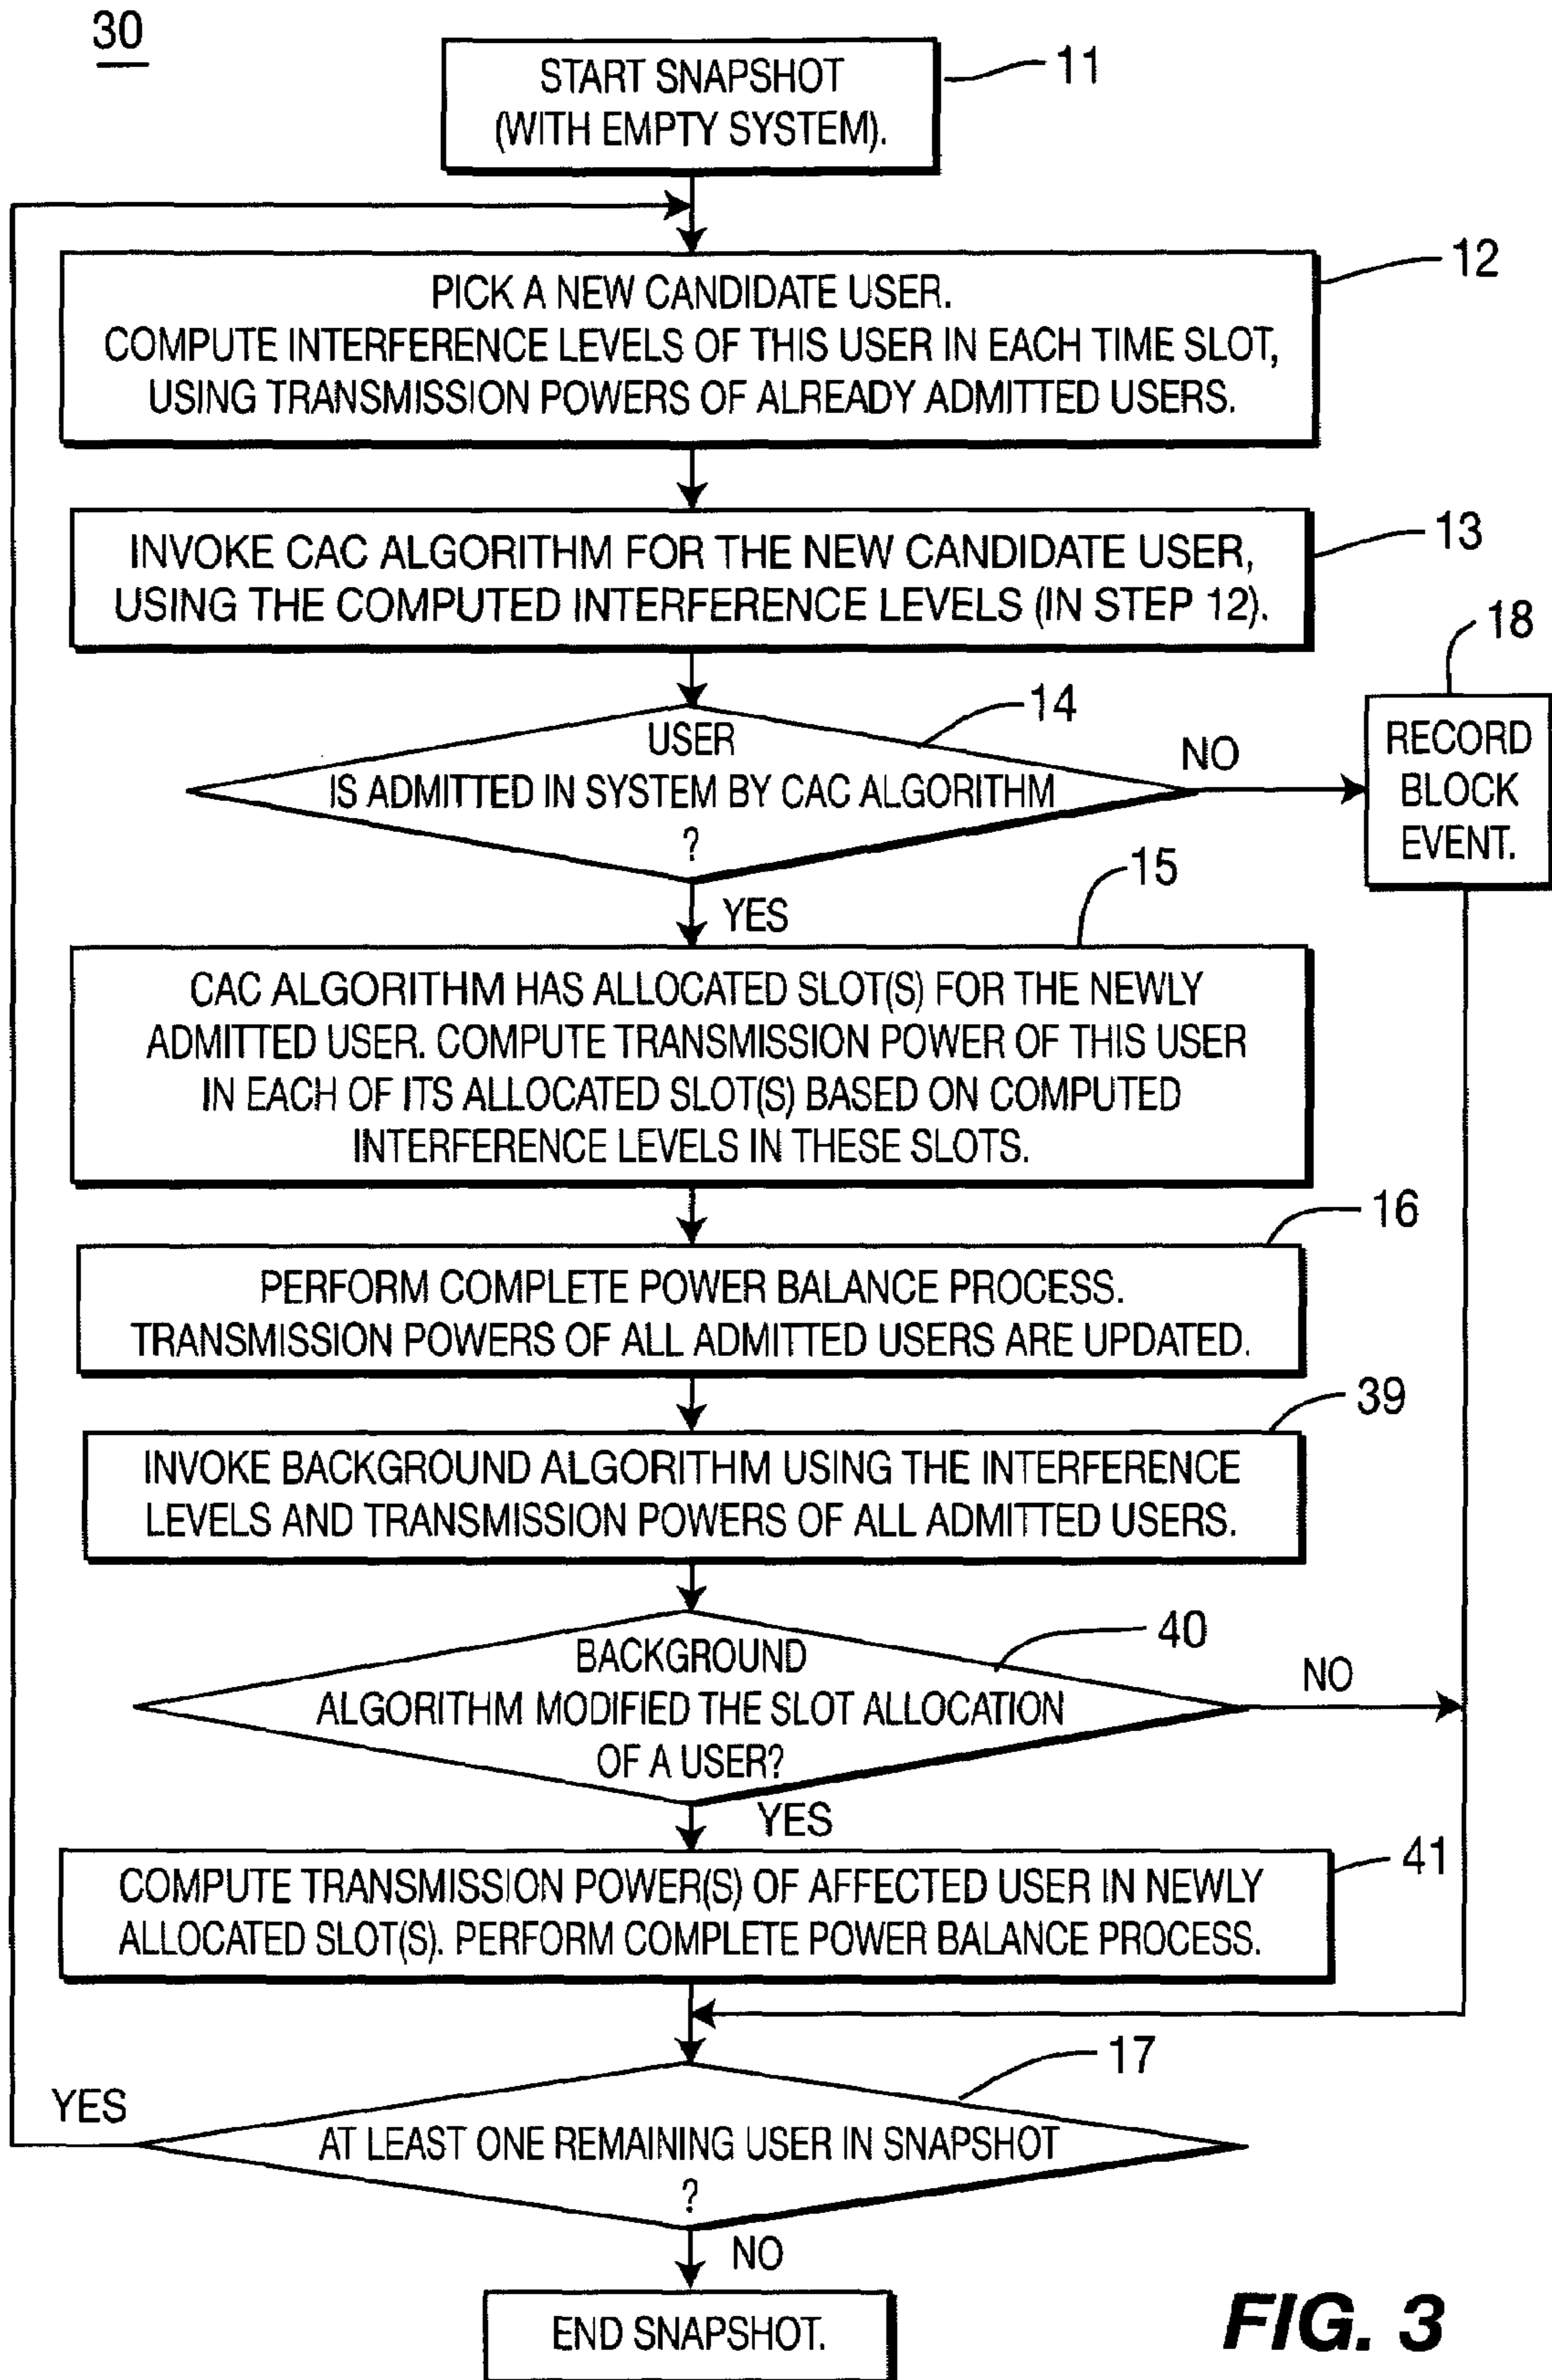 30
START SNAPSHOT
(WITH EMPTY SYSTEM).
11
PICK A NEW CANDIDATE USER.
COMPUTE INTERFERENCE LEVELS OF THIS USER IN EACH TIME SLOT,
USING TRANSMISSION POWERS OF ALREADY ADMITTED USERS.
12
INVOKE CAC ALGORITHM FOR THE NEW CANDIDATE USER,
USING THE COMPUTED INTERFERENCE LEVELS (IN STEP 12).
13
USER
IS ADMITTED IN SYSTEM BY CAC ALGORITHM
?
14
NO
18
RECORD
BLOCK
EVENT.
YES
15
CAC ALGORITHM HAS ALLOCATED SLOT(S) FOR THE NEWLY
ADMITTED USER. COMPUTE TRANSMISSION POWER OF THIS USER
IN EACH OF ITS ALLOCATED SLOT(S) BASED ON COMPUTED
INTERFERENCE LEVELS IN THESE SLOTS.
16
PERFORM COMPLETE POWER BALANCE PROCESS.
TRANSMISSION POWERS OF ALL ADMITTED USERS ARE UPDATED.
39
INVOKE BACKGROUND ALGORITHM USING THE INTERFERENCE
LEVELS AND TRANSMISSION POWERS OF ALL ADMITTED USERS.
40
BACKGROUND
ALGORITHM MODIFIED THE SLOT ALLOCATION
OF A USER?
NO
YES
41
COMPUTE TRANSMISSION POWER(S) OF AFFECTED USER IN NEWLY
ALLOCATED SLOT(S). PERFORM COMPLETE POWER BALANCE PROCESS.
17
YES
AT LEAST ONE REMAINING USER IN SNAPSHOT
?
NO
END SNAPSHOT.
FIG. 3